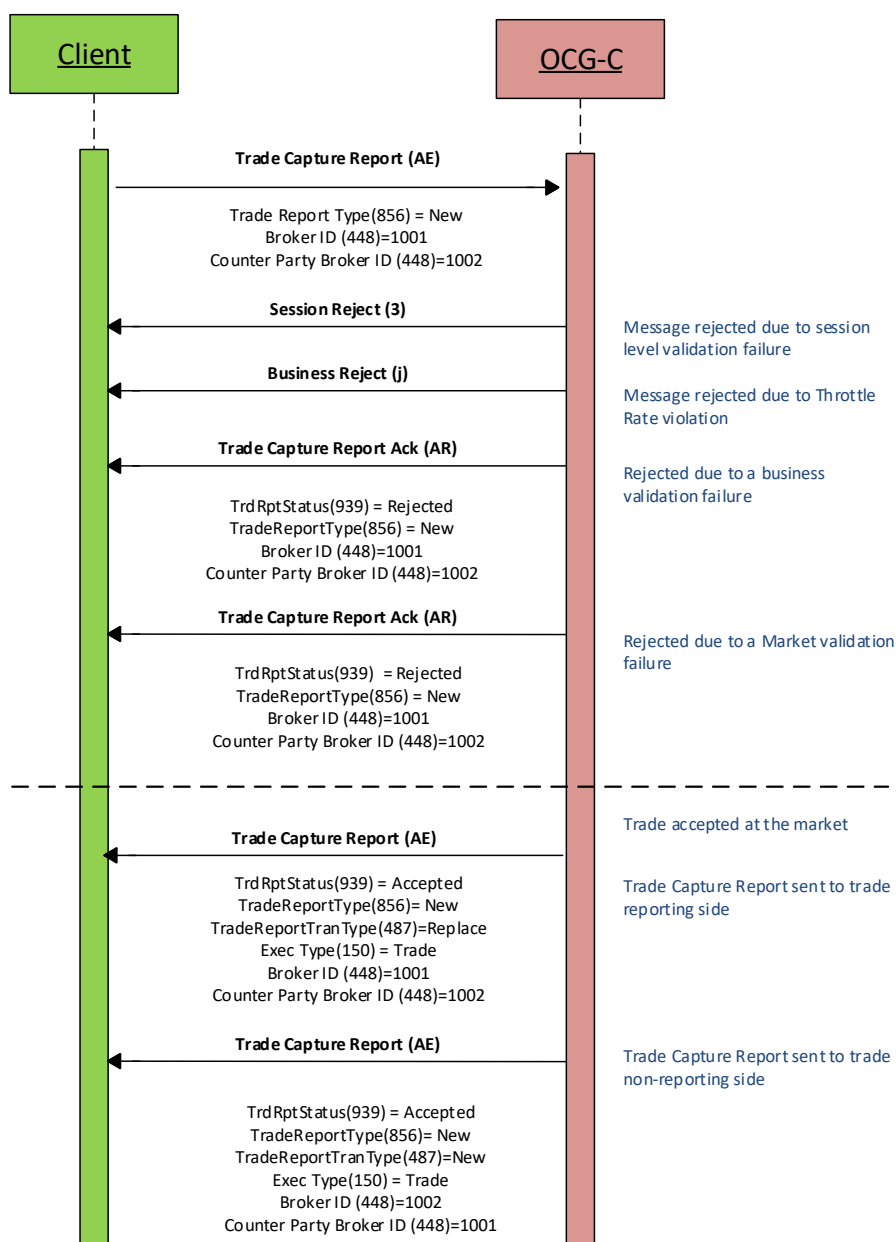 Client
OCG-C
Trade Capture Report (AE)
Trade Report Type(856) = New
Broker ID (448)=1001
Counter Party Broker ID (448)=1002
Session Reject (3)
Message rejected due to session
level validation failure
Business Reject (j)
Message rejected due to Throttle
Rate violation
Trade Capture Report Ack (AR)
Rejected due to a business
validation failure
TrdRptStatus(939) = Rejected
TradeReportType(856) = New
Broker ID (448)=1001
Counter Party Broker ID (448)=1002
Trade Capture Report Ack (AR)
Rejected due to a Market validation
failure
TrdRptStatus(939) = Rejected
TradeReportType(856) = New
Broker ID (448)=1001
Counter Party Broker ID (448)=1002
Trade accepted at the market
Trade Capture Report (AE)
TrdRptStatus(939) = Accepted
TradeReportType(856)= New
TradeReportTranType(487)=Replace
Exec Type(150) = Trade
Broker ID (448)=1001
Counter Party Broker ID (448)=1002
Trade Capture Report sent to trade
reporting side
Trade Capture Report (AE)
Trade Capture Report sent to trade
non-reporting side
TrdRptStatus(939) = Accepted
TradeReportType(856)= New
TradeReportTranType(487)=New
Exec Type(150) = Trade
Broker ID (448)=1002
Counter Party Broker ID (448)=1001